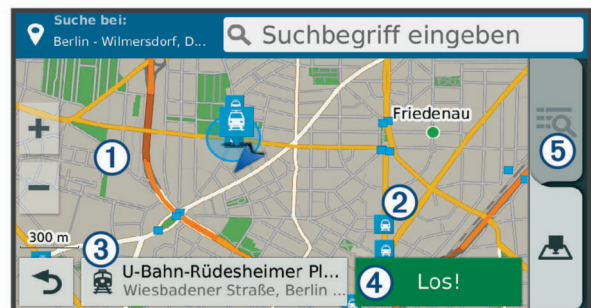 Suche bei:
Berlin - Wilmersdorf, D...
Suchbegriff eingeben
Friedenau
1
5
2
300 m
3
U-Bahn-Rüdesheimer Pl...
Wiesbadener Straße, Berlin ...
4
Los!